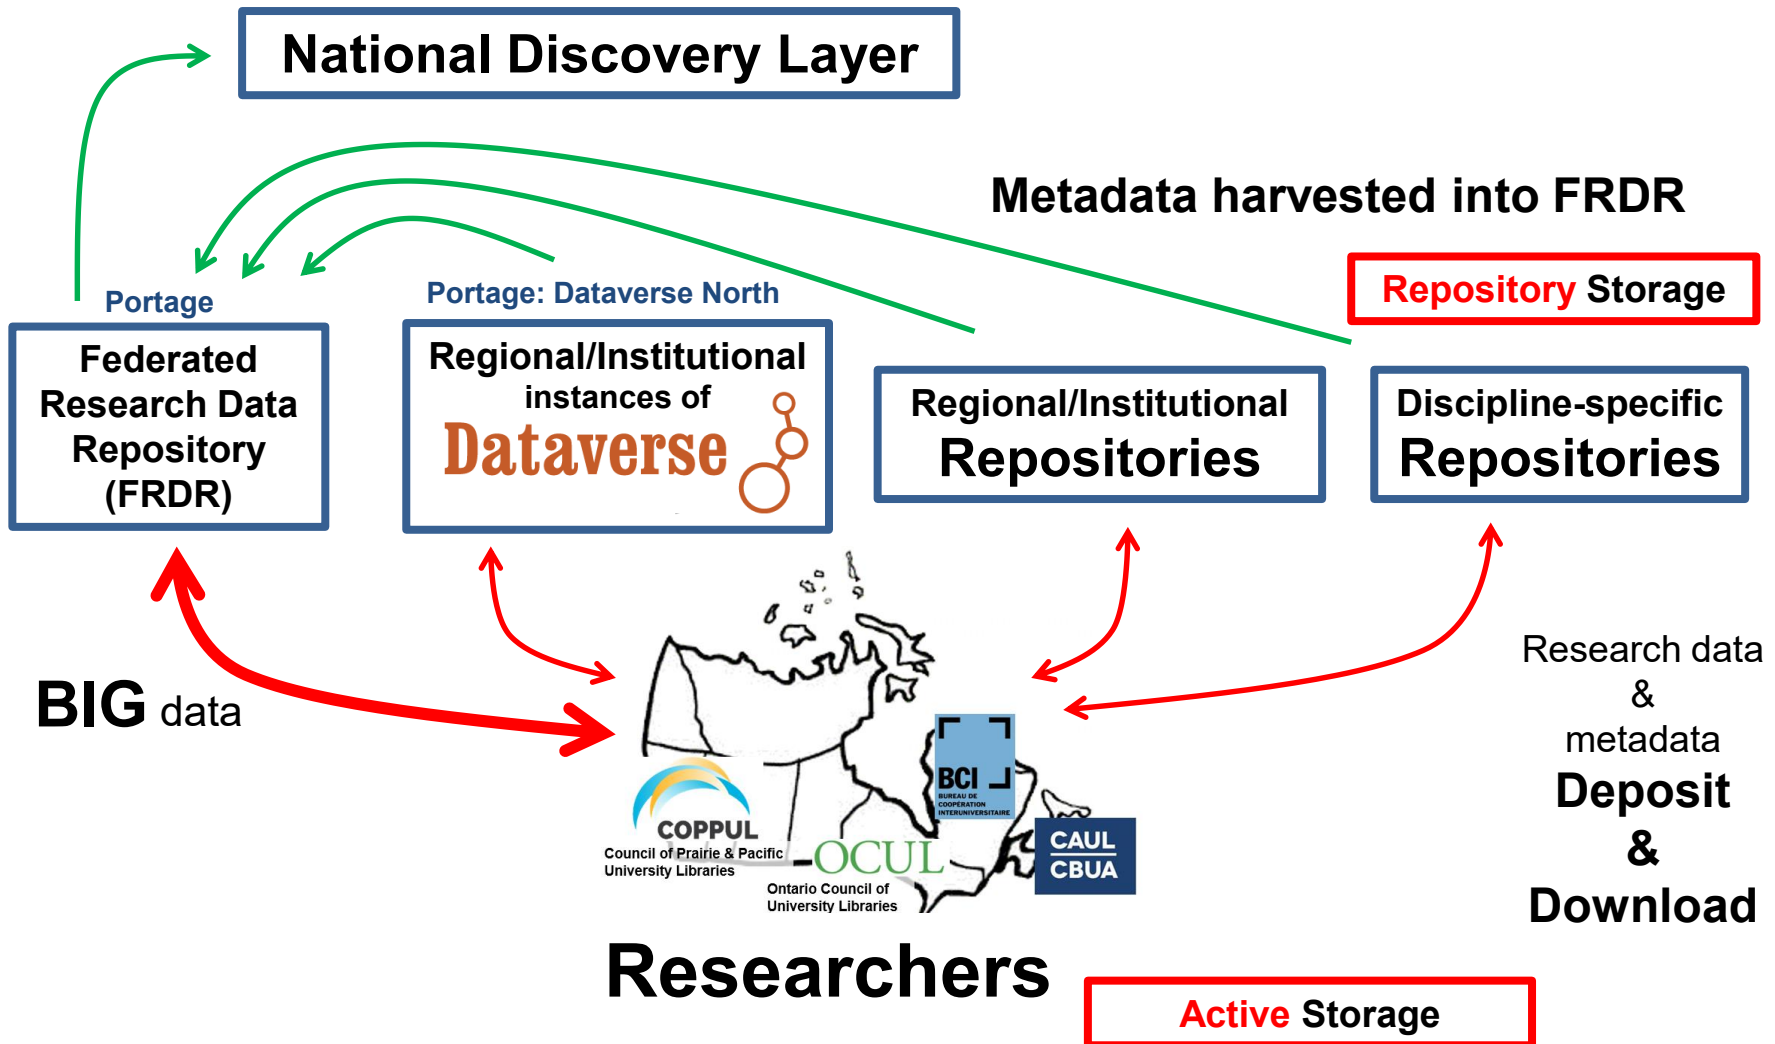 National Discovery Layer
Metadata harvested into FRDR
Repository Storage
Portage
Federated
Research Data
Repository
(FRDR)
Portage: Dataverse North
Regional/Institutional
instances of
Dataverse
Regional/Institutional
Repositories
Discipline-specific
Repositories
BIG data
Research data
&
metadata
Deposit
&
Download
BCI
BUREAU DE
COOPÉRATION
INTERUNIVERSITAIRE
COPPUL
Council of Prairie & Pacific
University Libraries
OCUL
Ontario Council of
University Libraries
CAUL
CBUA
Researchers
Active Storage